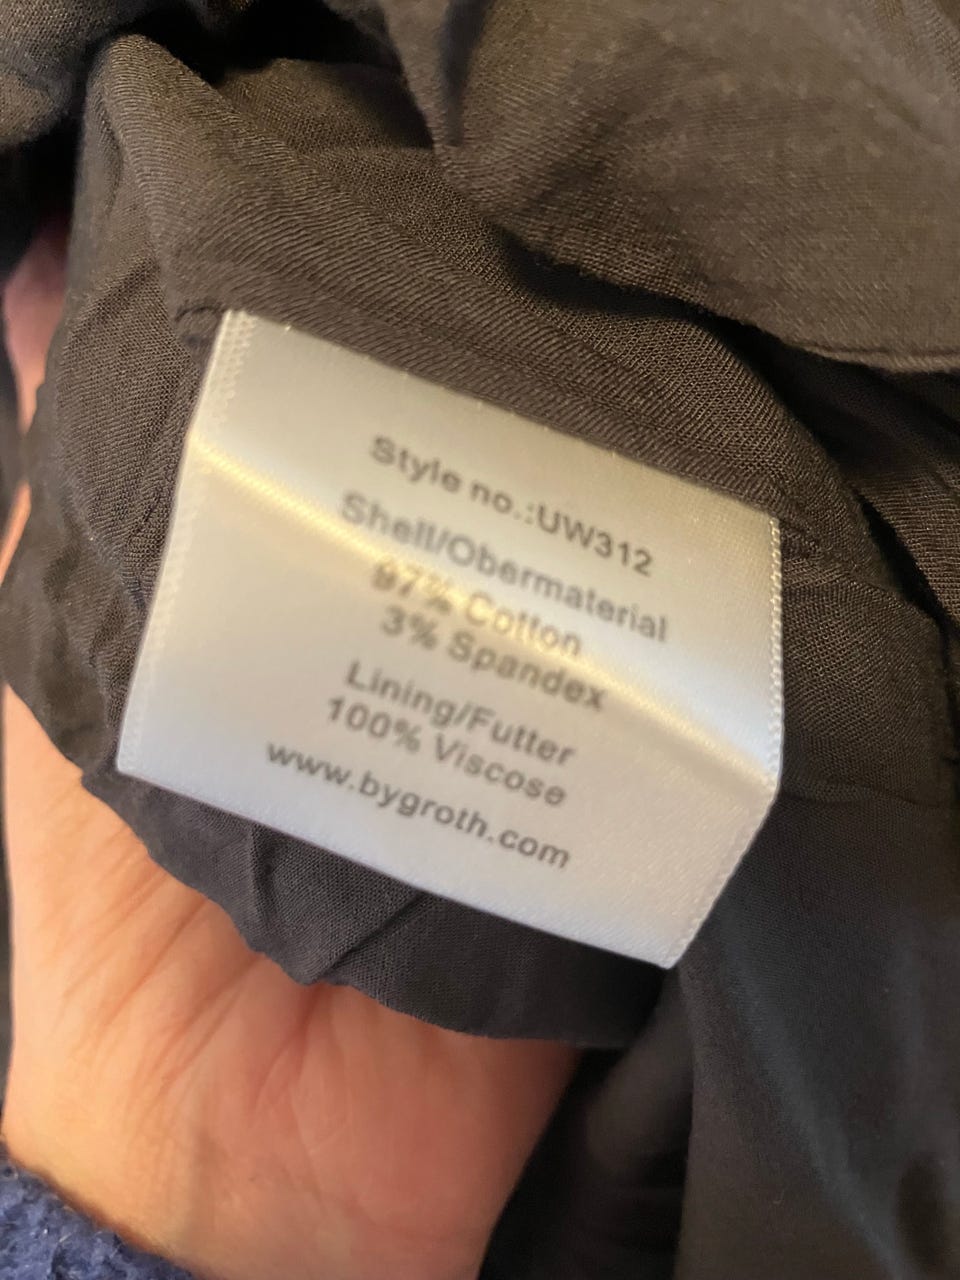 Style no.:UW312
Shell/Obermaterial
97% Cotton
3% Spandex
Lining/Futter
100% Viscose
www.bygroth.com